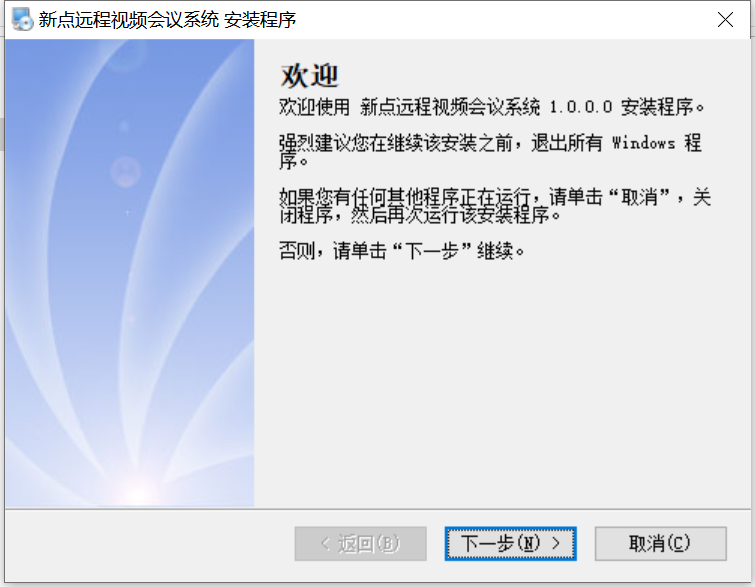 新点远程视频会议系统 安装程序
欢迎
欢迎使用 新点远程视频会议系统 1.0.0.0 安装程序。
强烈建议您在继续该安装之前，退出所有 Windows 程
序。
如果您有任何其他程序正在运行，请单击“取消”，关
闭程序，然后再次运行该安装程序。
否则，请单击“下一步”继续。
< 返回(B)
下一步(N) >
取消(C)